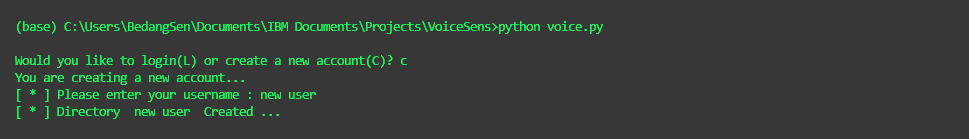 (base) C:\Users\BedangSen\Documents\IBM Documents\Projects\VoiceSens>python voice.py
Would you like to login(L) or create a new account(C)? c
You are creating a new account...
[ * ] Please enter your username : new user
[ * ] Directory  new user  Created ...